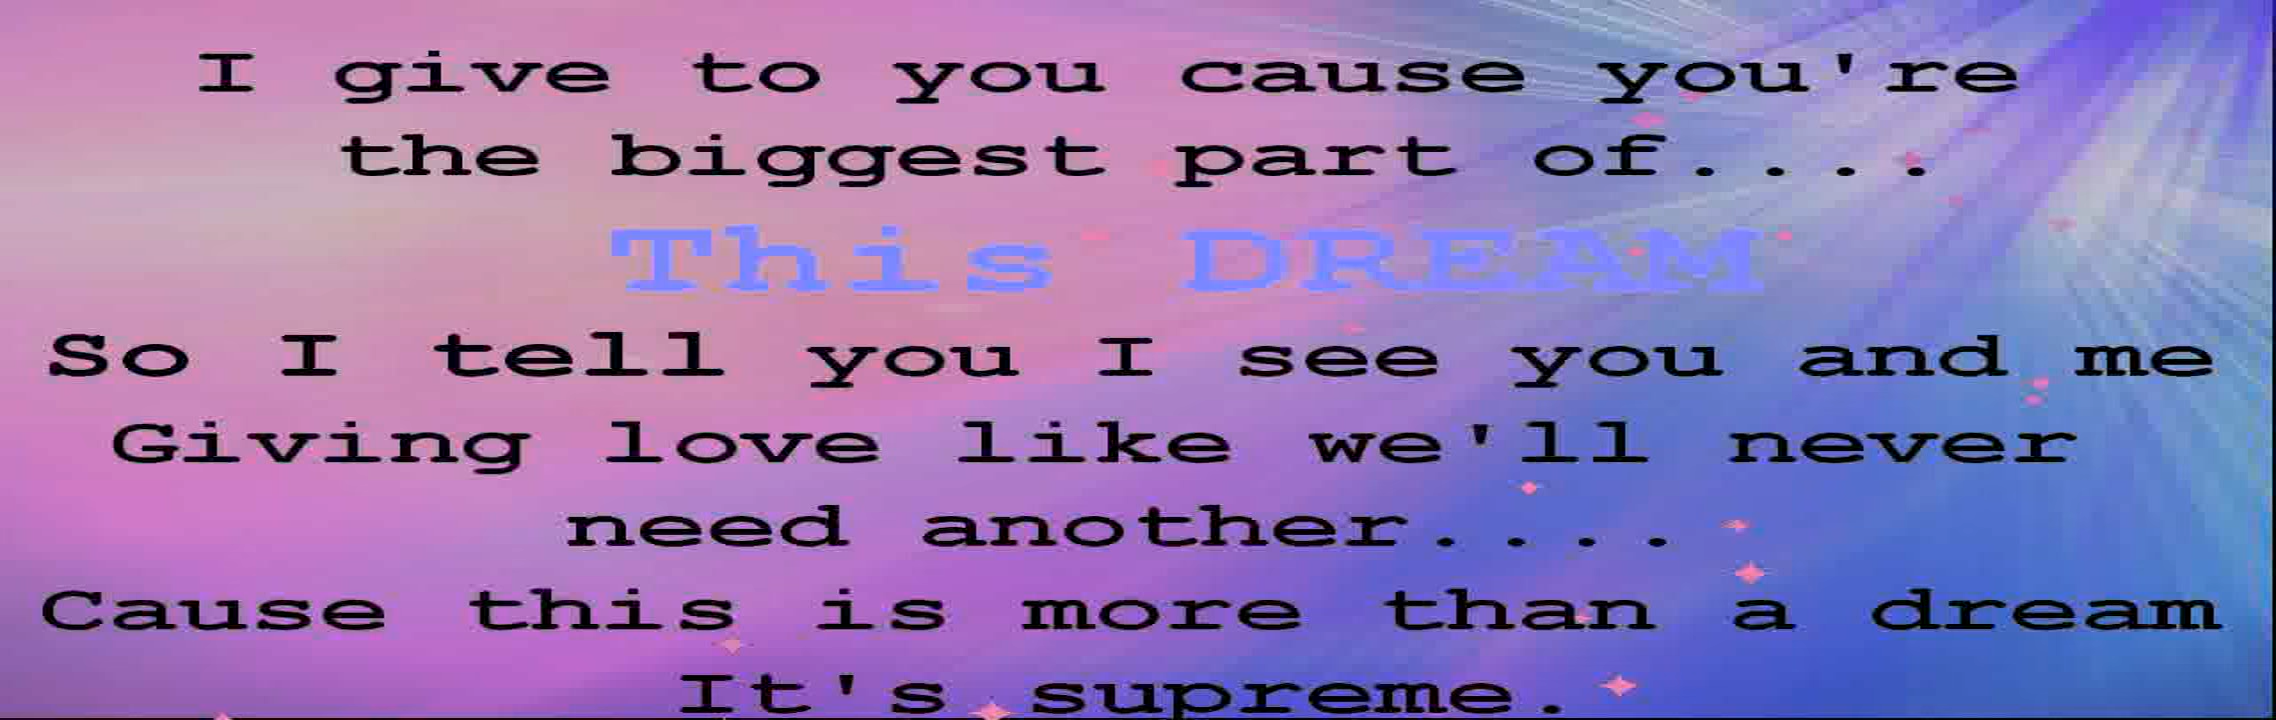 I give to you cause you're
the biggest part of....
This DREAM
So I tell you I see you and me
Giving love like we'll never
need another....
Cause this is more than a dream
It's supreme.